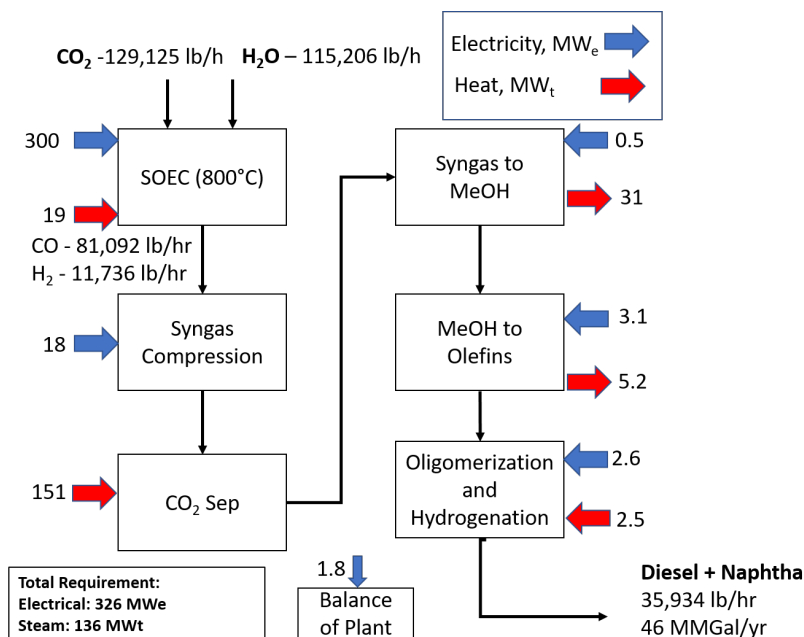 CO2 -129,125 lb/h
H2O – 115,206 lb/h
Electricity, MWe
Heat, MWt
300
SOEC (800°C)
19
CO - 81,092 lb/hr
H2 - 11,736 lb/hr
18
Syngas
Compression
151
CO2 Sep
Syngas to
MeOH
0.5
31
MeOH to
Olefins
3.1
5.2
Oligomerization
and
Hydrogenation
2.6
2.5
Total Requirement:
Electrical: 326 MWe
Steam: 136 MWt
1.8
Balance
of Plant
Diesel + Naphtha
35,934 lb/hr
46 MMGal/yr